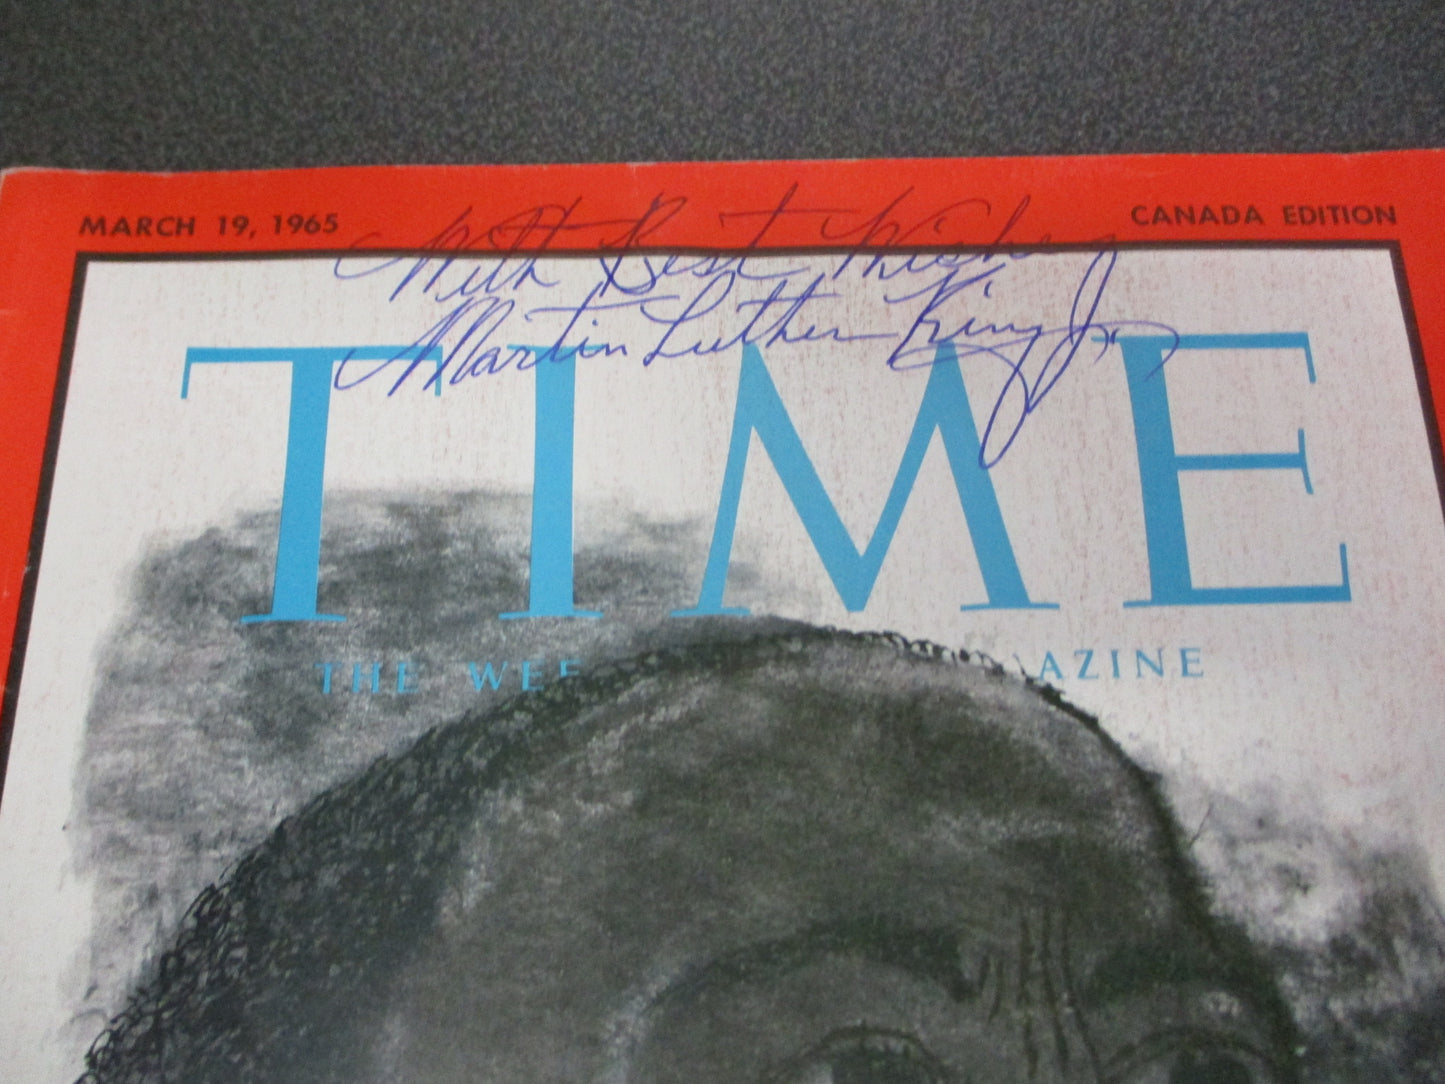 MARCH 19, 1965
CANADA EDITION
With Best Wishes
Martin Luther King Jr.
TIME
THE WEE AZINE